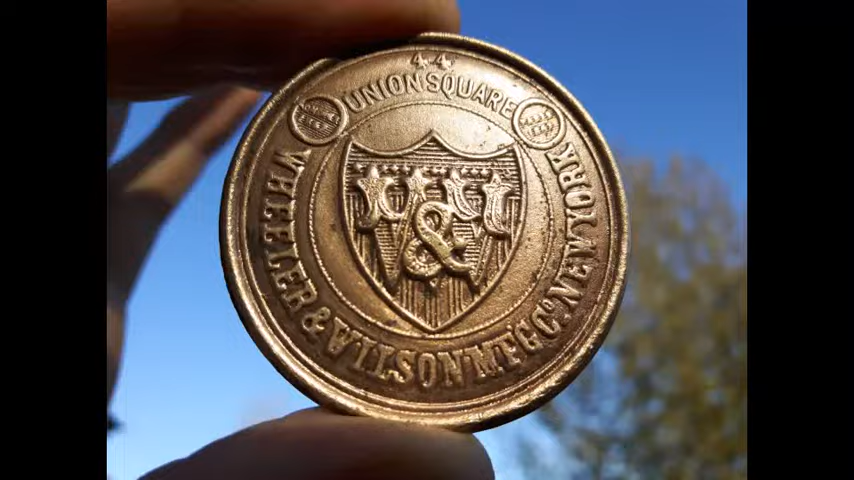 44
UNION SQUARE
WHEELER & WILSON MFG Cº. NEW YORK
W&W